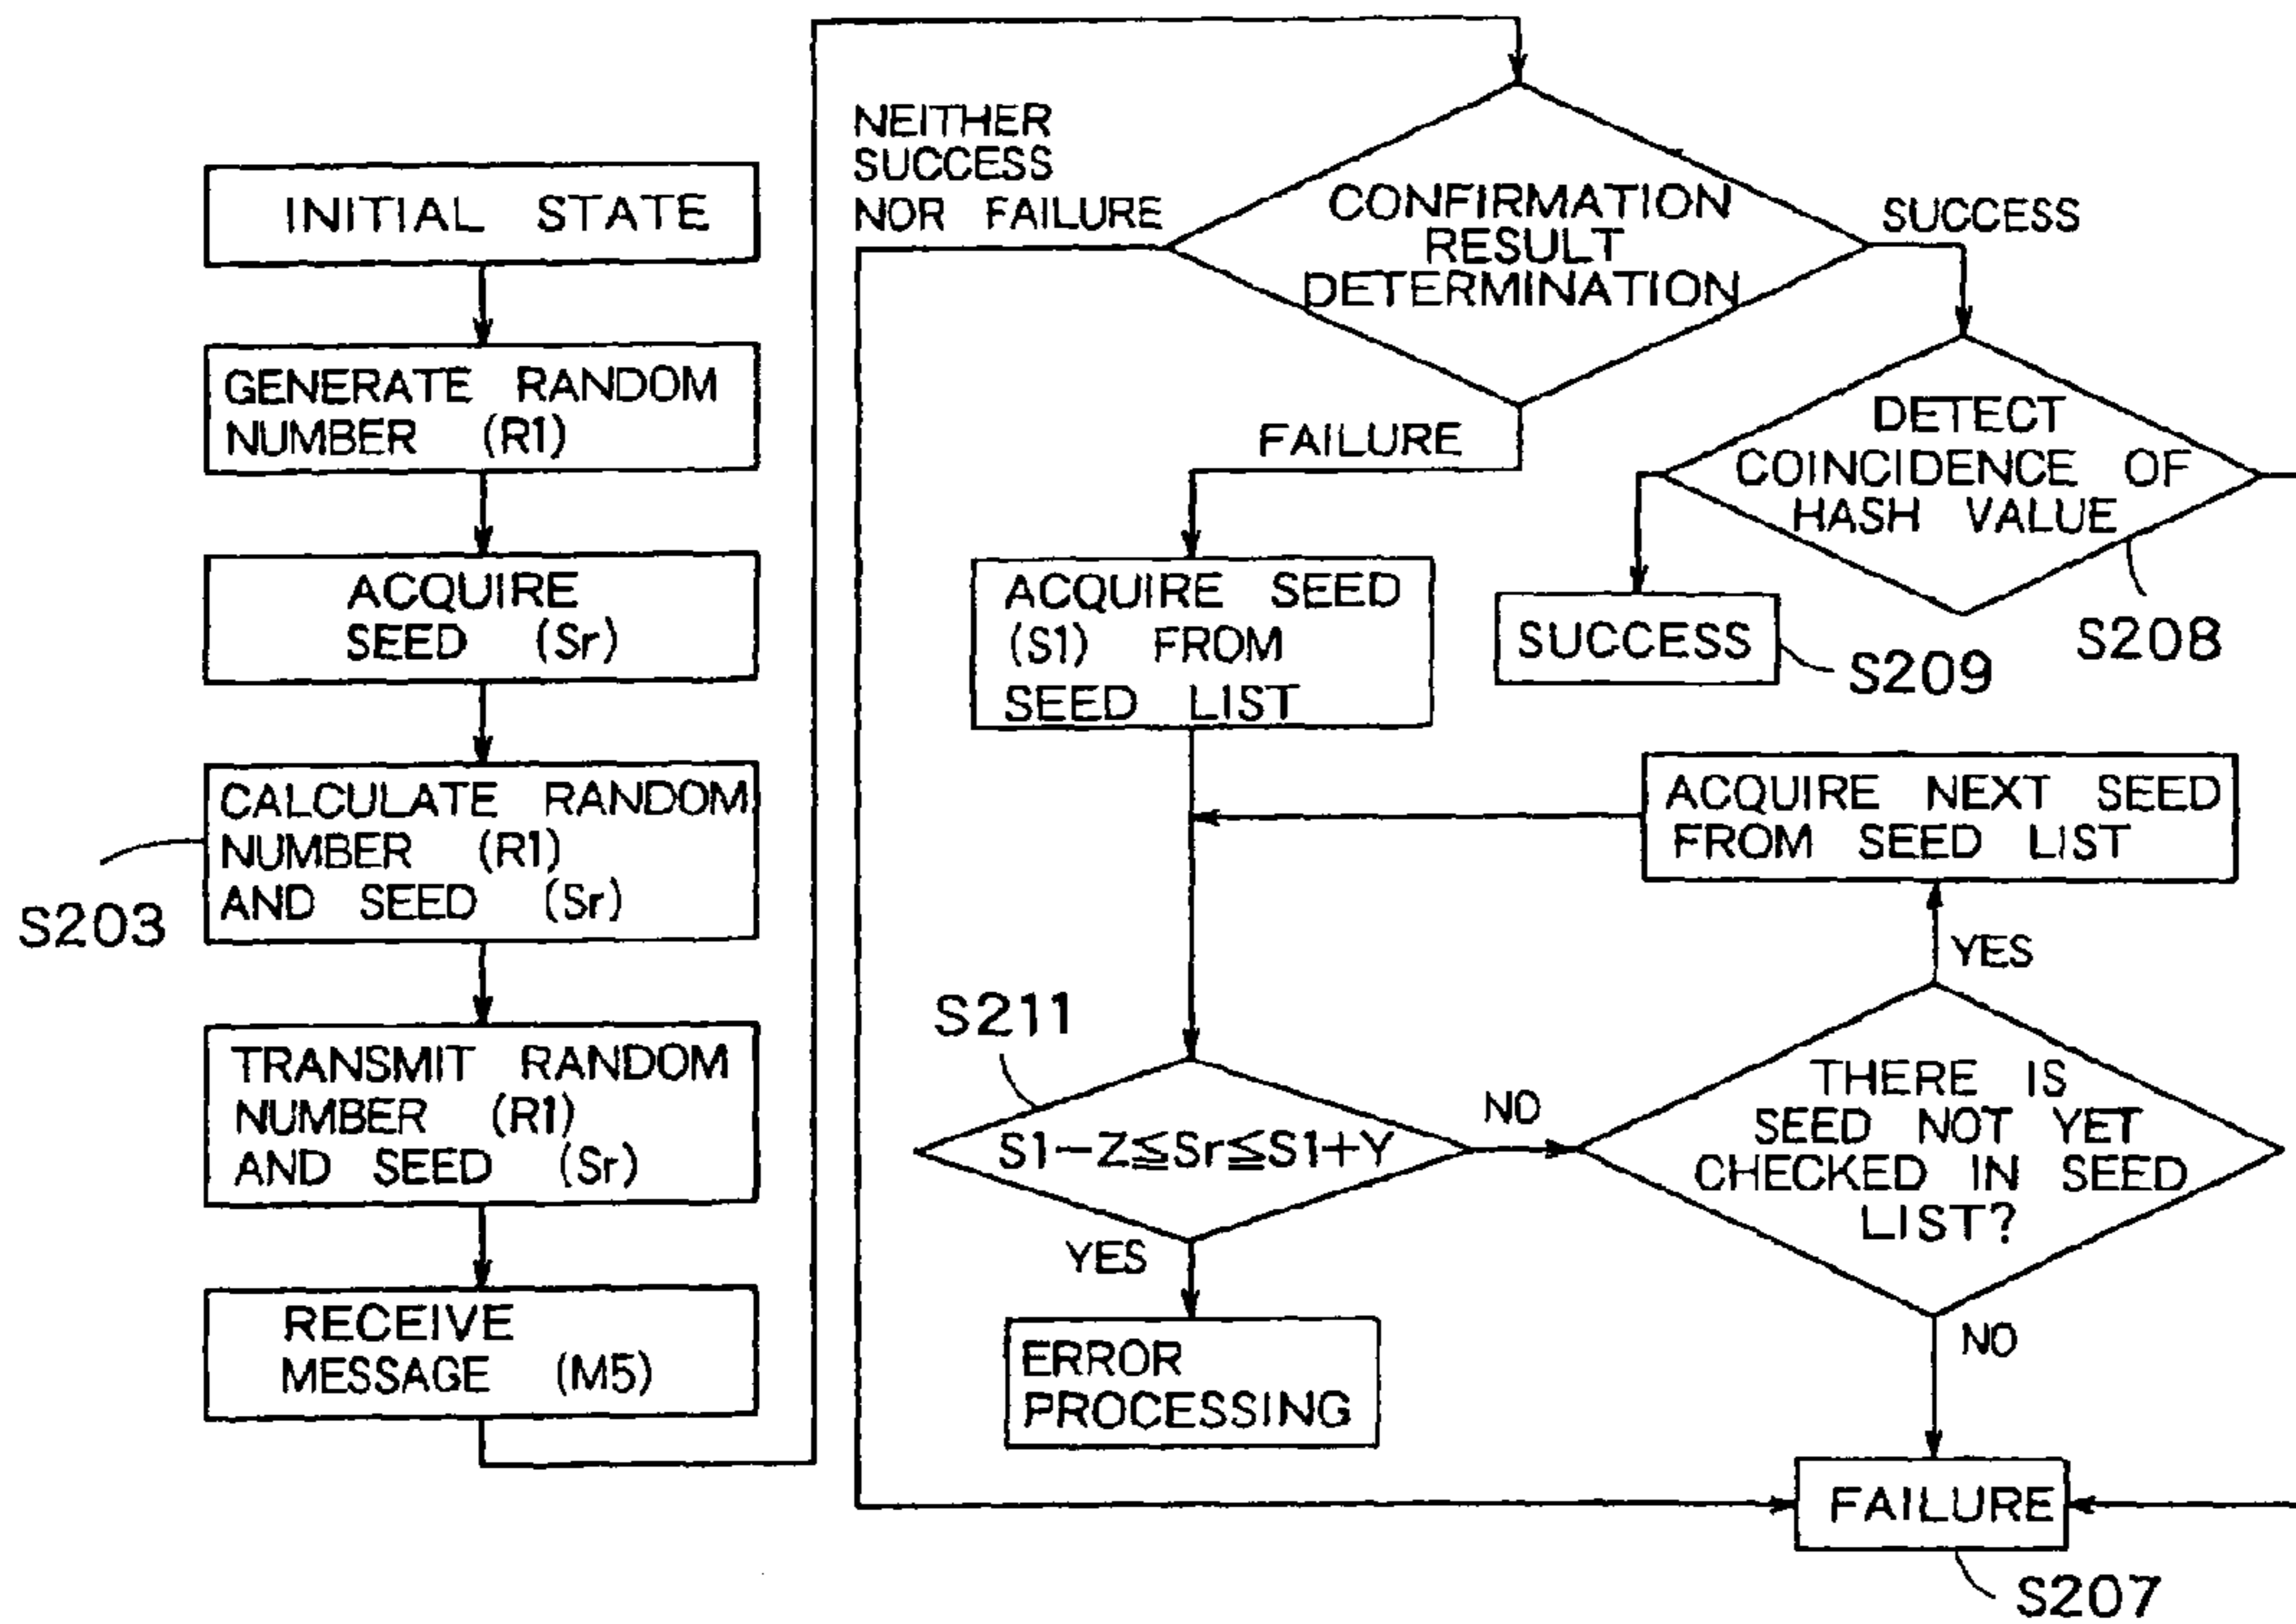 INITIAL STATE
GENERATE RANDOM
NUMBER (R1)
ACQUIRE
SEED (Sr)
CALCULATE RANDOM
NUMBER (R1)
AND SEED (Sr)
S203
TRANSMIT RANDOM
NUMBER (R1)
AND SEED (Sr)
RECEIVE
MESSAGE (M5)
NEITHER
SUCCESS
NOR FAILURE
CONFIRMATION
RESULT
DETERMINATION
SUCCESS
FAILURE
DETECT
COINCIDENCE OF
HASH VALUE
S208
SUCCESS
S209
ACQUIRE SEED
(S1) FROM
SEED LIST
ACQUIRE NEXT SEED
FROM SEED LIST
YES
S211
S1-Z≦Sr≦S1+Y
NO
THERE IS
SEED NOT YET
CHECKED IN SEED
LIST?
YES
NO
ERROR
PROCESSING
FAILURE
S207